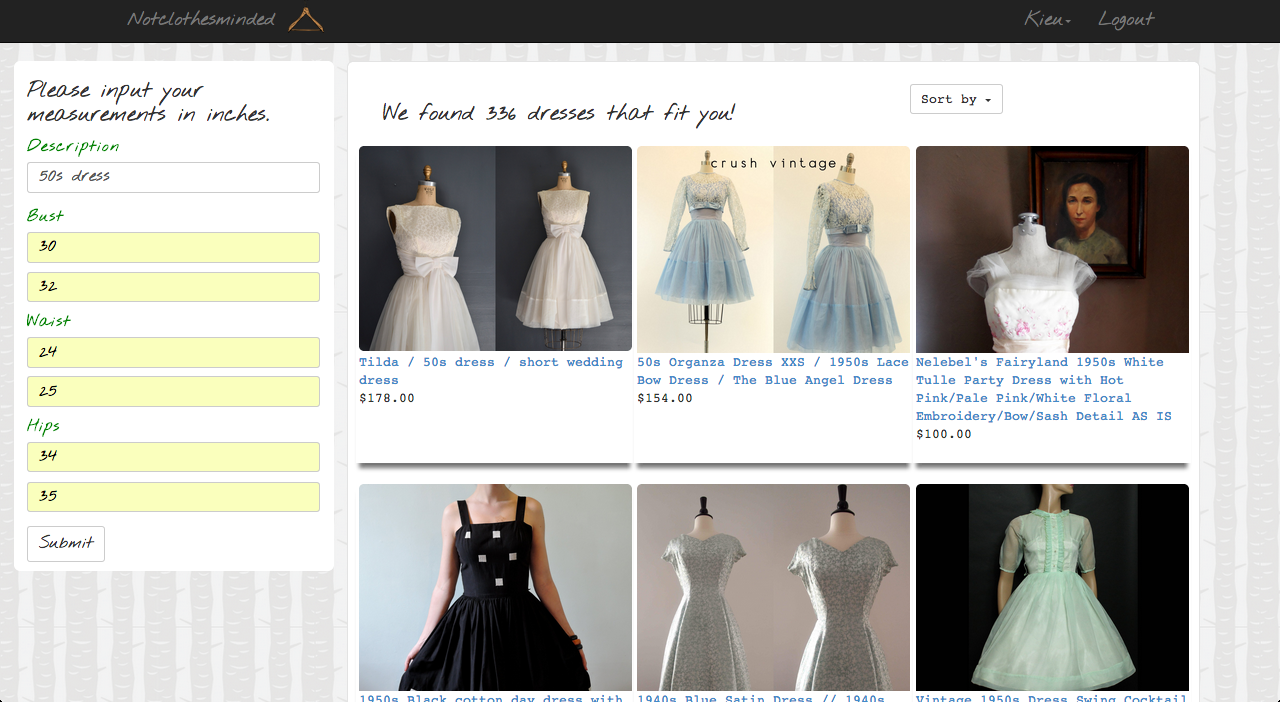 Notclothesminded
Kieu
Logout
Please input your
measurements in inches.
Description
50s dress
Bust
30
32
Waist
24
25
Hips
34
35
Submit
We found 336 dresses that fit you!
Sort by
crush vintage
Tilda / 50s dress / short wedding
dress
$178.00
50s Organza Dress XXS / 1950s Lace
Bow Dress / The Blue Angel Dress
$154.00
Nelebel's Fairyland 1950s White
Tulle Party Dress with Hot
Pink/Pale Pink/White Floral
Embroidery/Bow/Sash Detail AS IS
$100.00
1950s Black cotton day dress with
1940s Blue Satin Dress // 1940s
Vintage 1950s Dress Swing Cocktail